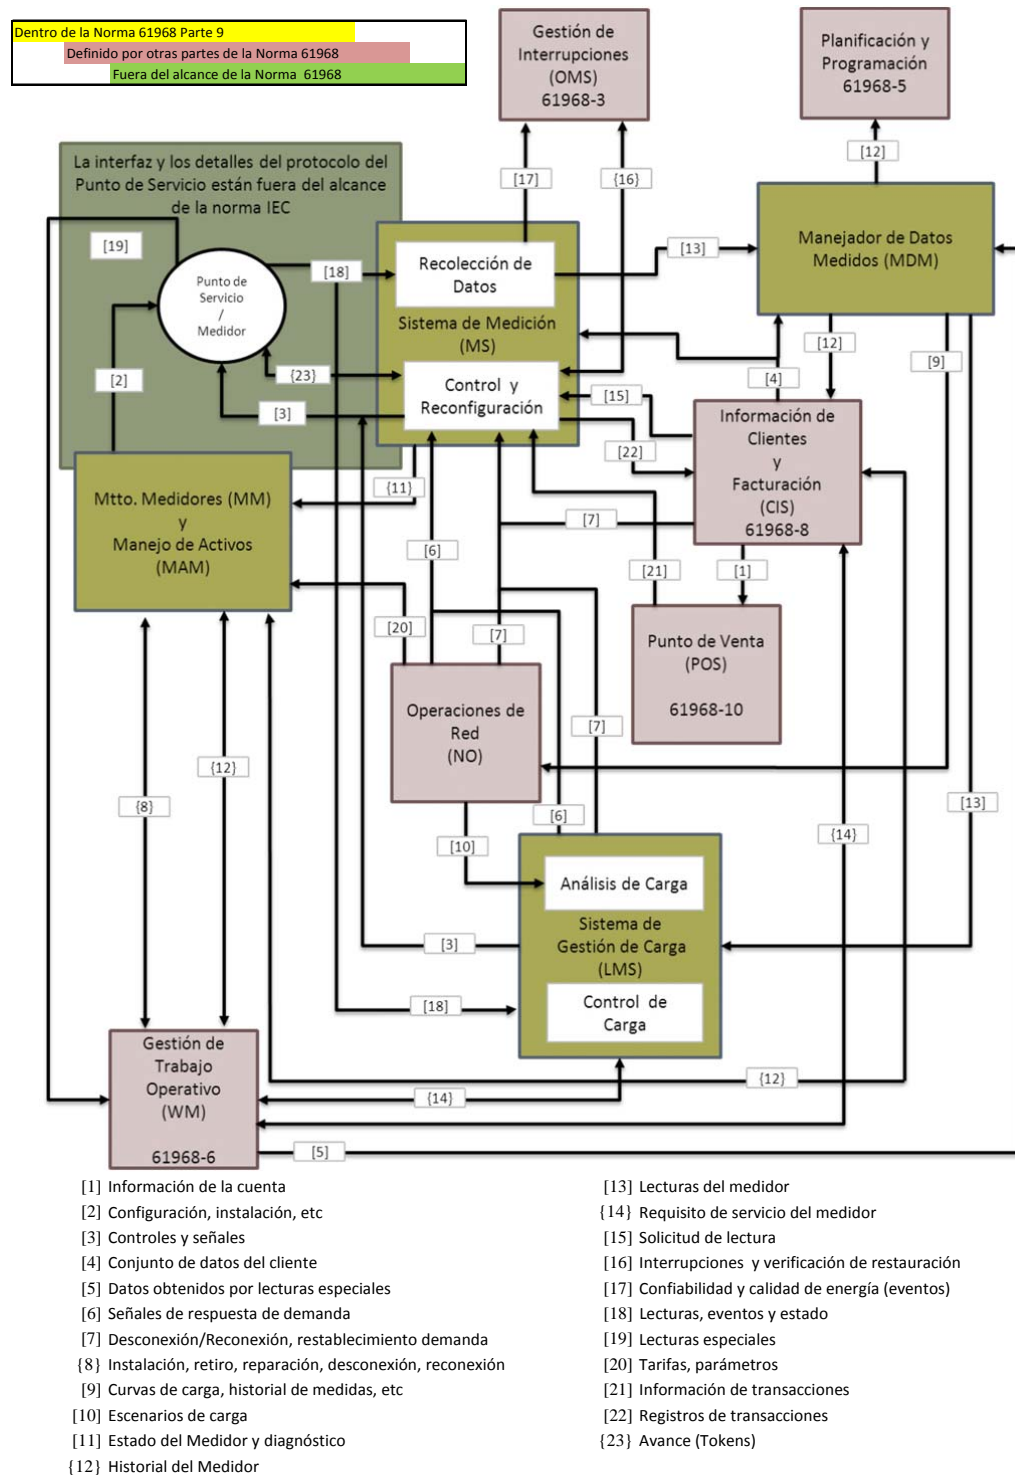 Dentro de la Norma 61968 Parte 9
Definido por otras partes de la Norma 61968
Fuera del alcance de la Norma 61968
Gestión de
Interrupciones
(OMS)
61968-3
Planificación y
Programación
61968-5
[12]
[17]
{16}
La interfaz y los detalles del protocolo del
Punto de Servicio están fuera del alcance
de la norma IEC
[19]
Punto de
Servicio
/
Medidor
[18]
Recolección de
Datos
Sistema de Medición
(MS)
Control y
Reconfiguración
[13]
Manejador de Datos
Medidos (MDM)
[12]
[9]
[4]
[2]
{23}
[3]
[15]
[22]
Información de
Clientes
y
Facturación
(CIS)
61968-8
{11}
Mtto. Medidores (MM)
y
Manejo de Activos
(MAM)
[7]
[6]
[21]
[1]
[20]
[7]
Punto de Venta
(POS)
61968-10
Operaciones de
Red
(NO)
[7]
{12}
{8}
[13]
[6]
[10]
{14}
Análisis de Carga
Sistema de
Gestión de Carga
(LMS)
Control de
Carga
[3]
[18]
Gestión de
Trabajo
Operativo
(WM)
61968-6
{12}
{14}
[5]
[1] Información de la cuenta
[2] Configuración, instalación, etc
[3] Controles y señales
[4] Conjunto de datos del cliente
[5] Datos obtenidos por lecturas especiales
[6] Señales de respuesta de demanda
[7] Desconexión/Reconexión, restablecimiento demanda
{8} Instalación, retiro, reparación, desconexión, reconexión
[9] Curvas de carga, historial de medidas, etc
[10] Escenarios de carga
[11] Estado del Medidor y diagnóstico
{12} Historial del Medidor
[13] Lecturas del medidor
{14} Requisito de servicio del medidor
[15] Solicitud de lectura
[16] Interrupciones y verificación de restauración
[17] Confiabilidad y calidad de energía (eventos)
[18] Lecturas, eventos y estado
[19] Lecturas especiales
[20] Tarifas, parámetros
[21] Información de transacciones
[22] Registros de transacciones
{23} Avance (Tokens)